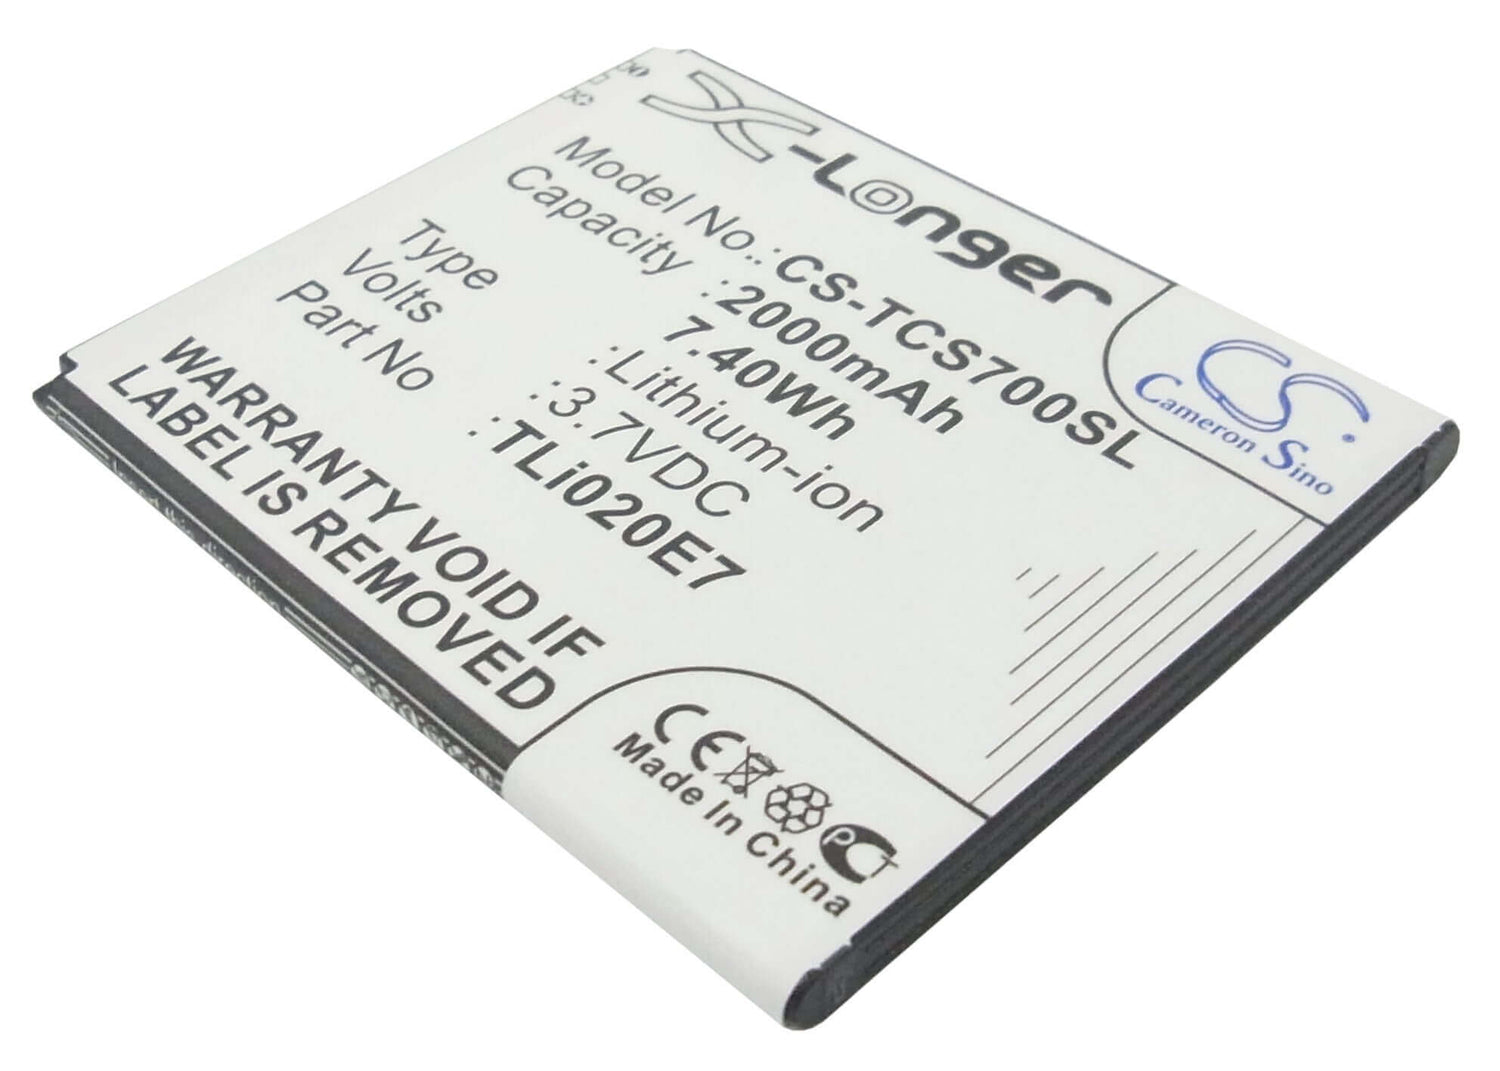 X-Longer
Model No.: CS-TCS700SL
Capacity : 2000mAh
7.40Wh
Type : Lithium-ion
Volts : 3.7VDC
Part No : TLi020E7
WARRANTY VOID IF
LABEL IS REMOVED
CS
Cameron Sino
CE
PCT
Made In China